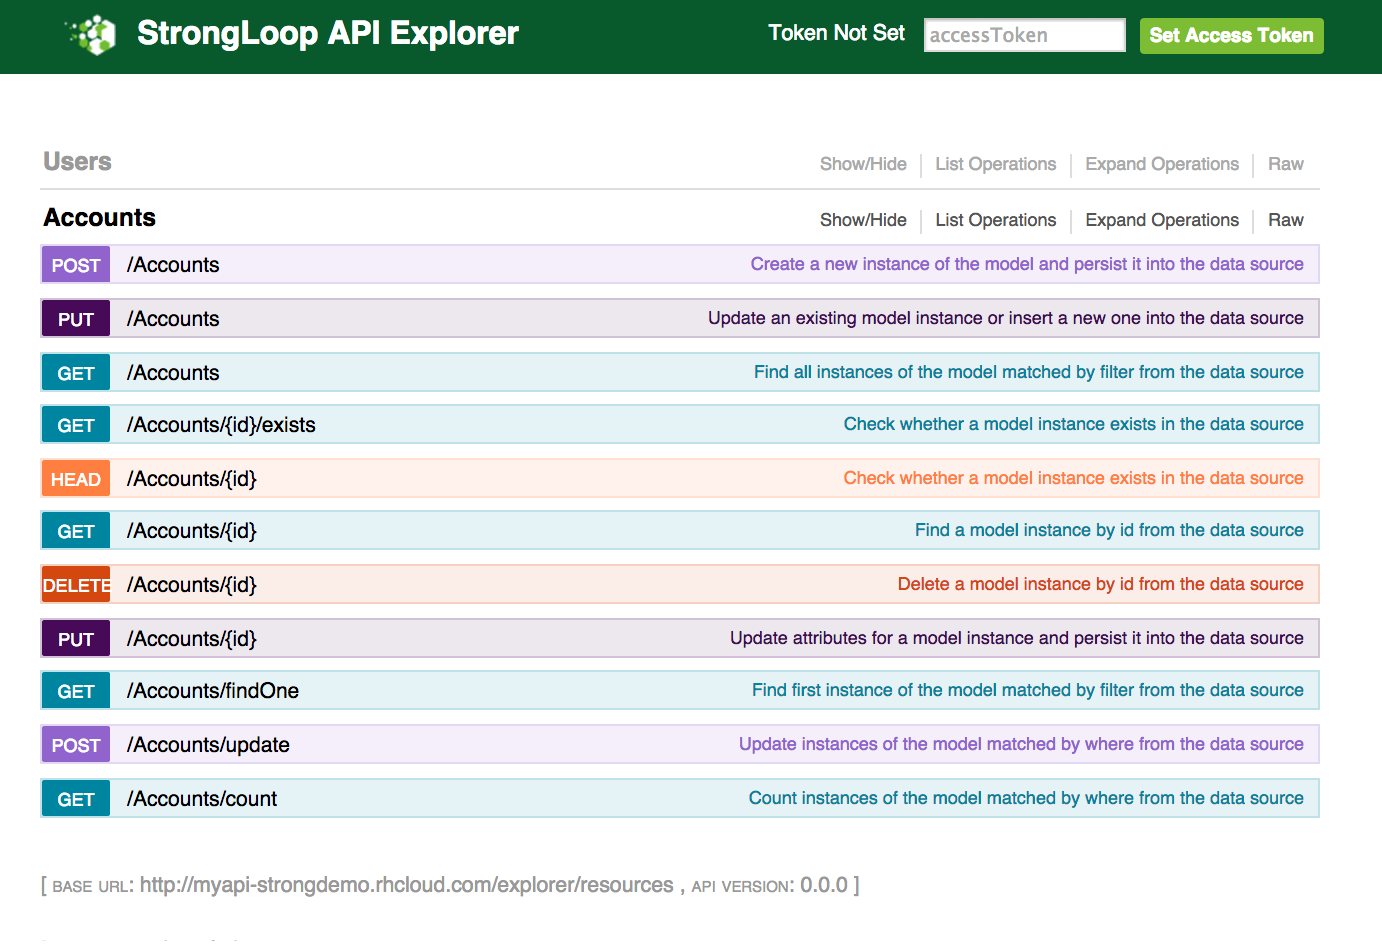 StrongLoop API Explorer Token Not Set accessToken Set Access Token
Users Show/Hide List Operations Expand Operations Raw
Accounts Show/Hide List Operations Expand Operations Raw
POST /Accounts Create a new instance of the model and persist it into the data source
PUT /Accounts Update an existing model instance or insert a new one into the data source
GET /Accounts Find all instances of the model matched by filter from the data source
GET /Accounts/{id}/exists Check whether a model instance exists in the data source
HEAD /Accounts/{id} Check whether a model instance exists in the data source
GET /Accounts/{id} Find a model instance by id from the data source
DELETE /Accounts/{id} Delete a model instance by id from the data source
PUT /Accounts/{id} Update attributes for a model instance and persist it into the data source
GET /Accounts/findOne Find first instance of the model matched by filter from the data source
POST /Accounts/update Update instances of the model matched by where from the data source
GET /Accounts/count Count instances of the model matched by where from the data source
[ BASE URL: http://myapi-strongdemo.rhcloud.com/explorer/resources , API VERSION: 0.0.0 ]